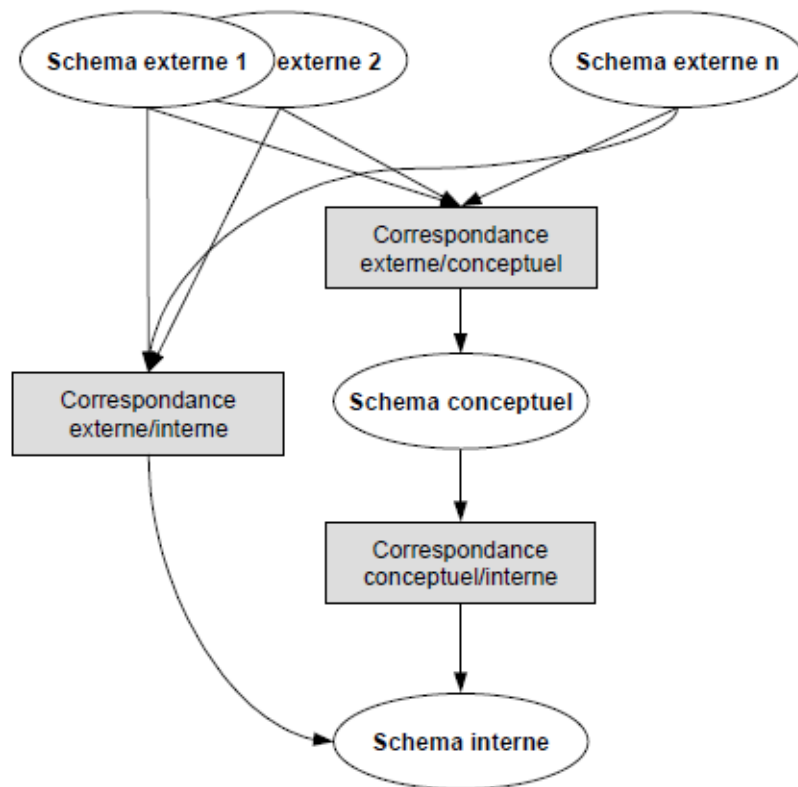 Schema externe 1
externe 2
Schema externe n
Correspondance
externe/conceptuel
Correspondance
externe/interne
Schema conceptuel
Correspondance
conceptuel/interne
Schema interne